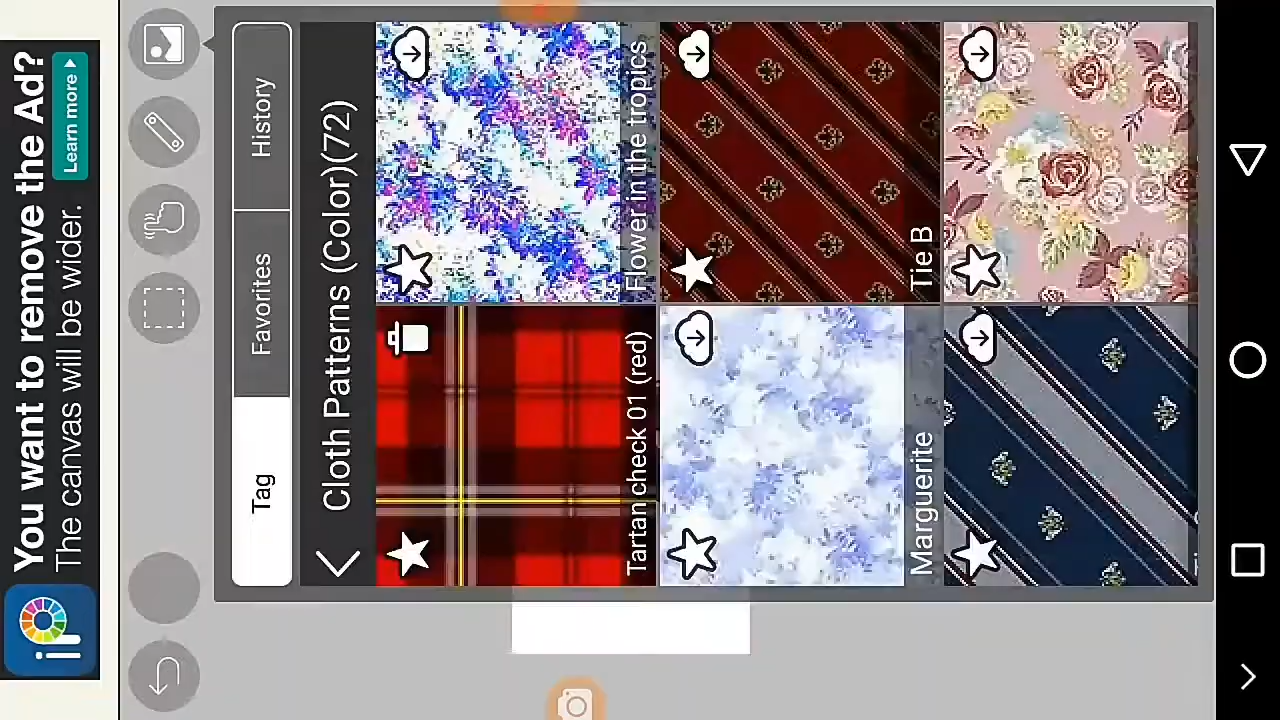 You want to remove the Ad?
The canvas will be wider.
Learn more
Tag
Favorites
History
Cloth Patterns (Color)(72)
Tartan check 01 (red)
Flower in the tropics
Marguerite
Tie B